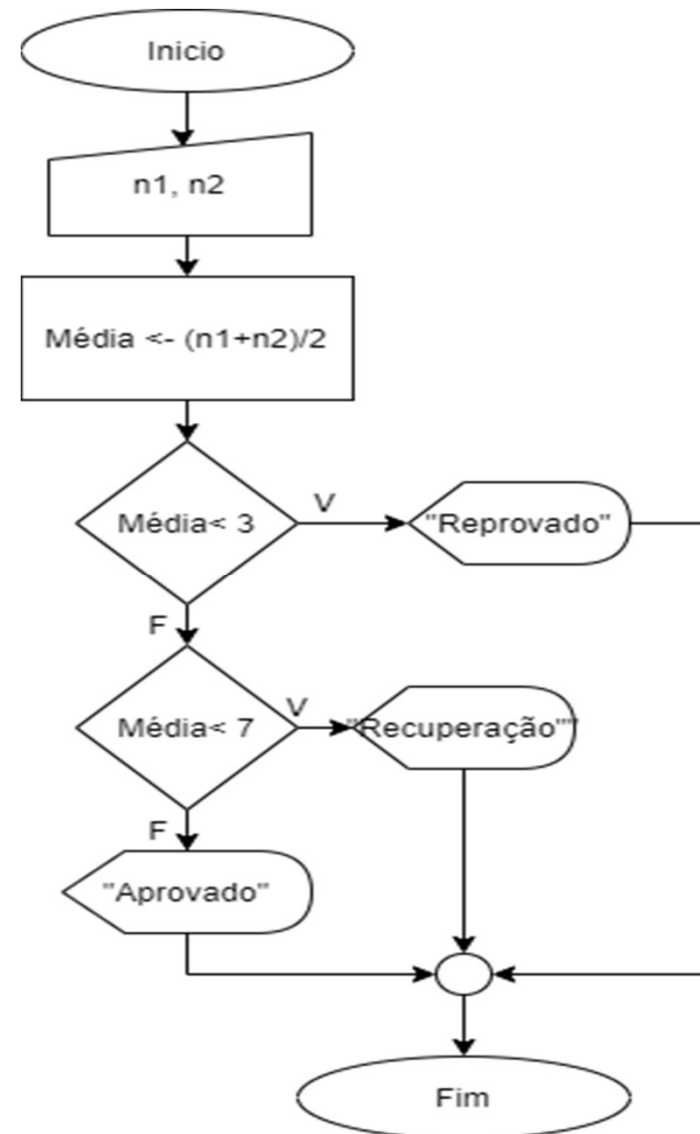 Inicio
n1, n2
Média <- (n1+n2)/2
Média< 3
V
"Reprovado"
F
Média< 7
V
"Recuperação""
F
"Aprovado"
Fim